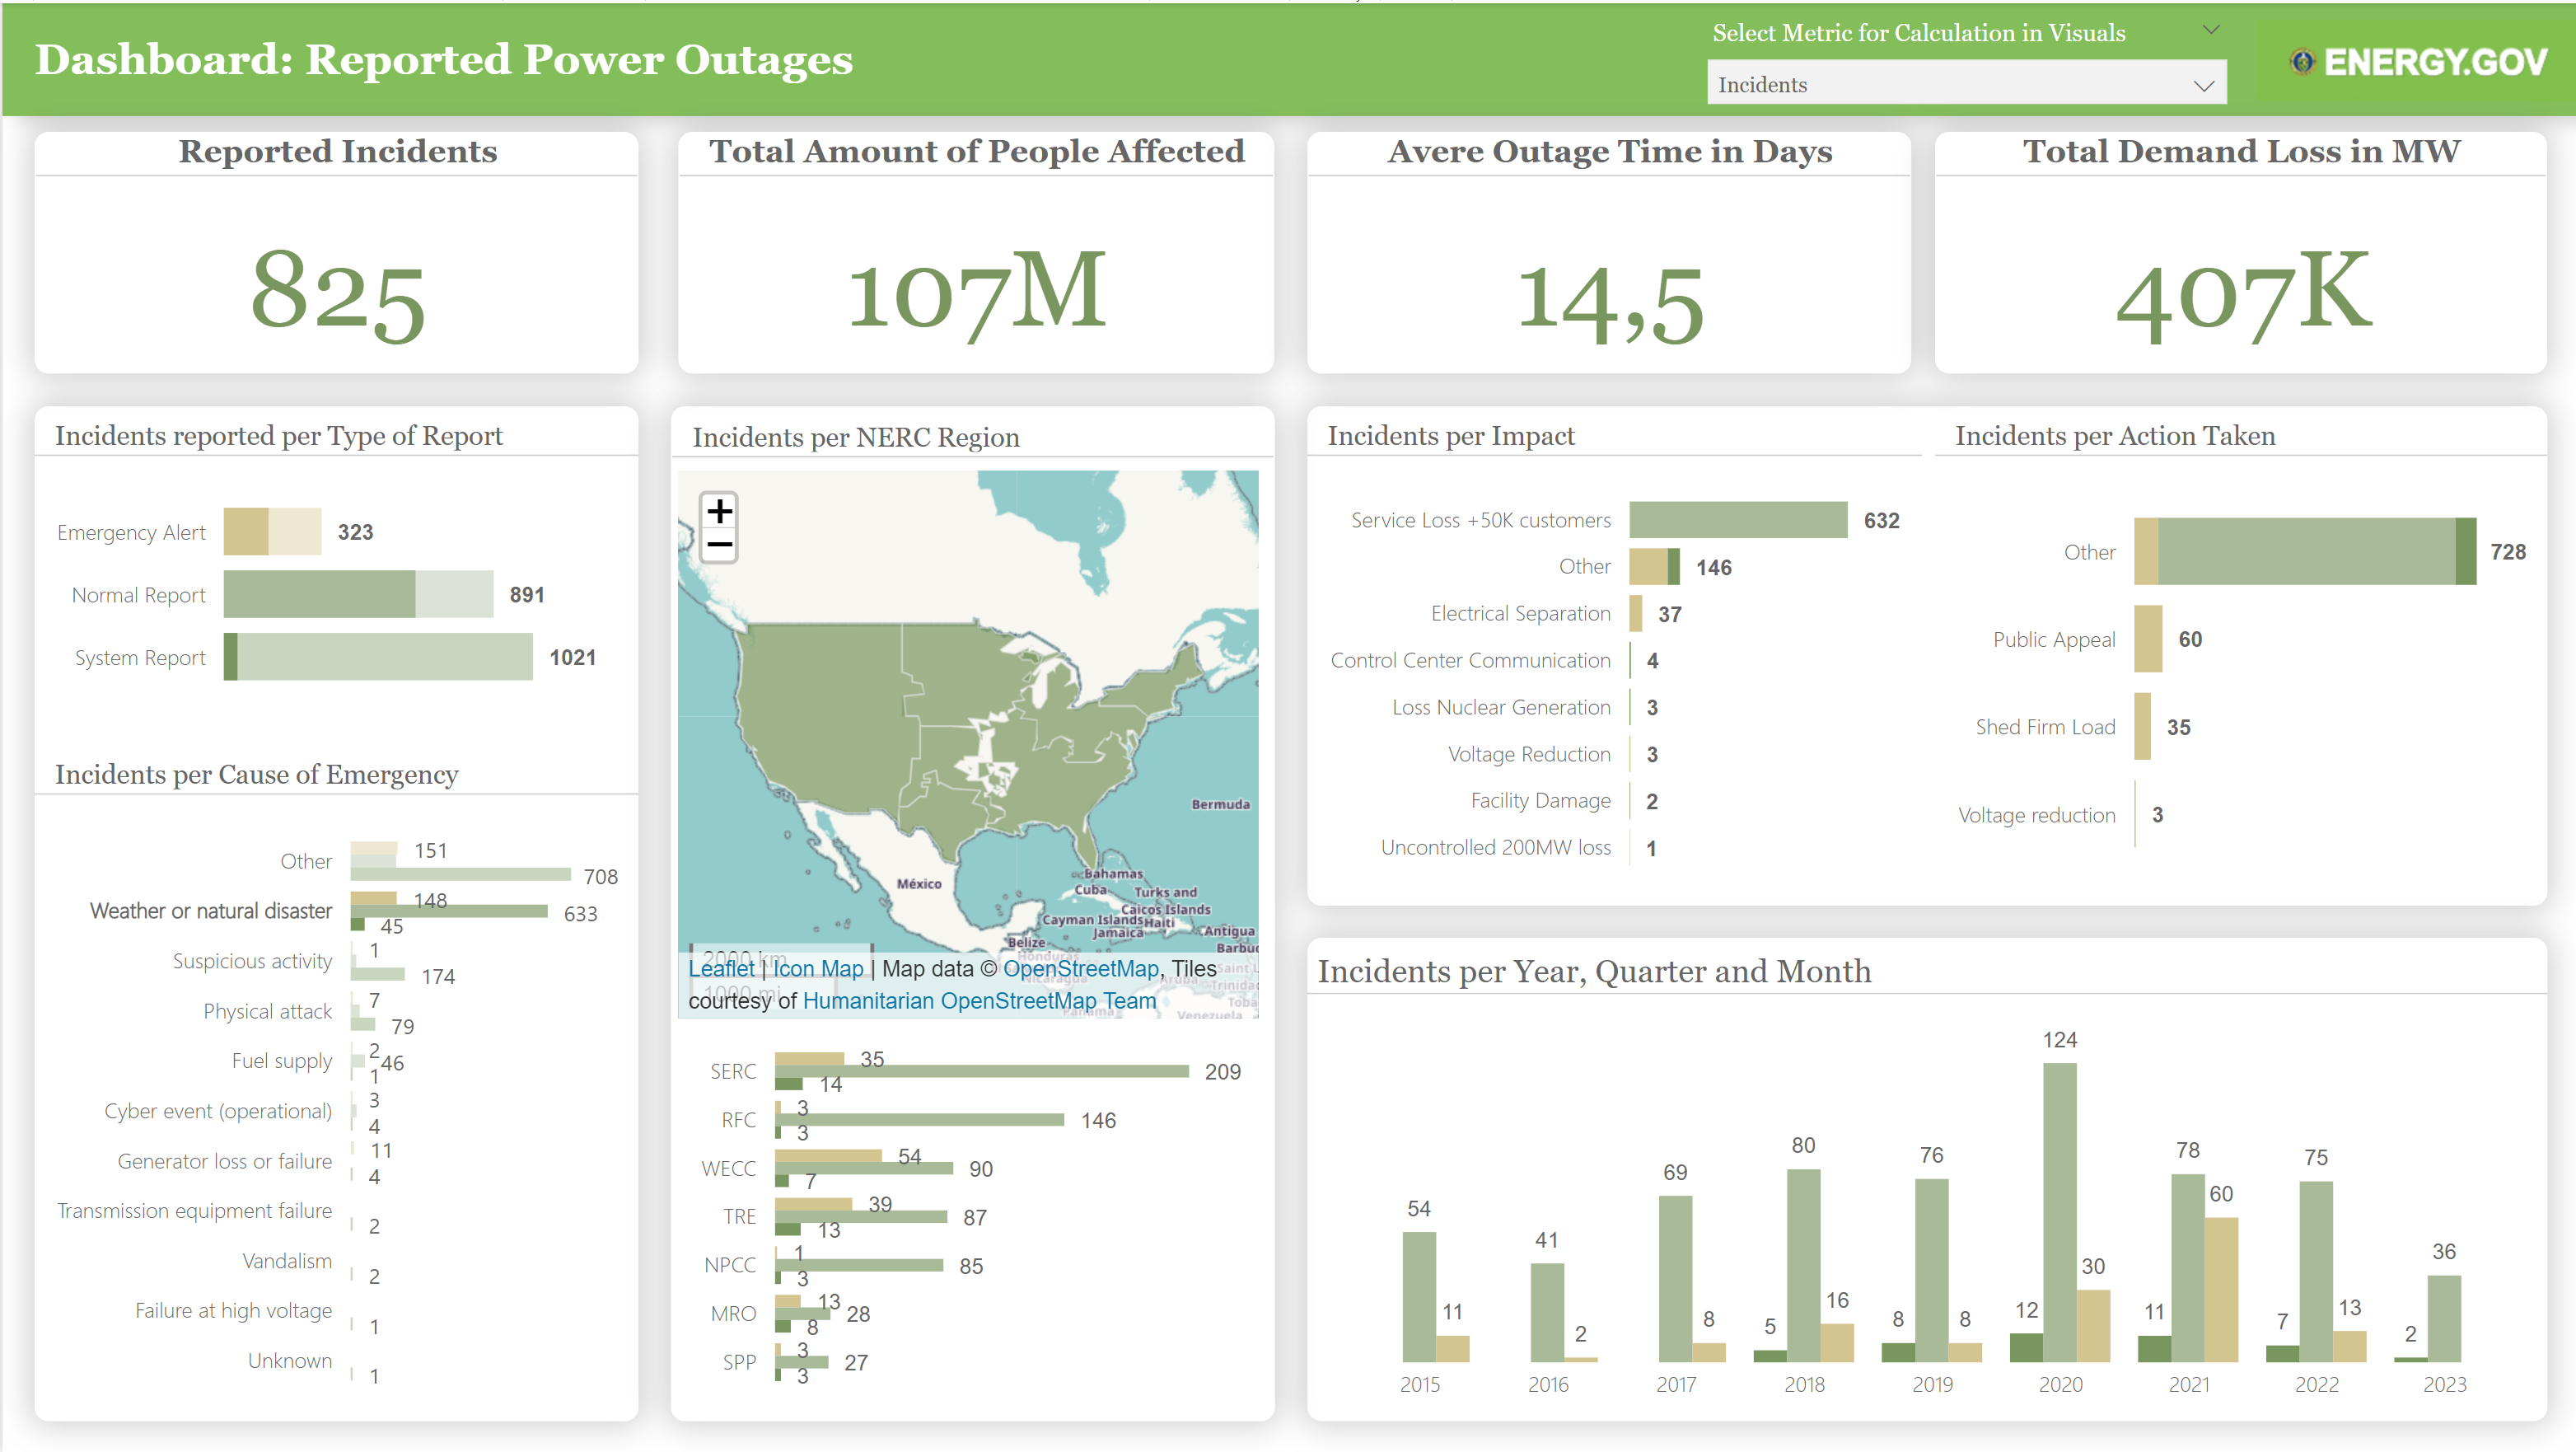 Dashboard: Reported Power Outages
Select Metric for Calculation in Visuals
Incidents
ENERGY.GOV
Reported Incidents
825
Total Amount of People Affected
107M
Avere Outage Time in Days
14,5
Total Demand Loss in MW
407K
Incidents reported per Type of Report
Emergency Alert 323
Normal Report 891
System Report 1021
Incidents per Cause of Emergency
Other 151 708
Weather or natural disaster 148 633 45
Suspicious activity 1 174
Physical attack 7 79
Fuel supply 2 46 1
Cyber event (operational) 3 4
Generator loss or failure 11 4
Transmission equipment failure 2
Vandalism 2
Failure at high voltage 1
Unknown 1
Incidents per NERC Region
+
−
Bermuda
México
Bahamas
Cuba
Turks and
Caicos Islands
Cayman Islands Haiti
Jamaica
Antigua
Barbu
Belize
Honduras
Nicaragua
Saint L
Aruba
Trinidad
Toba
Panama
Venezuela
2000 km
1000 mi
Leaflet | Icon Map | Map data © OpenStreetMap, Tiles
courtesy of Humanitarian OpenStreetMap Team
SERC 35 209 14
RFC 3 146 3
WECC 54 90 7
TRE 39 87 13
NPCC 1 85 3
MRO 13 28 8
SPP 3 27 3
Incidents per Impact
Service Loss +50K customers 632
Other 146
Electrical Separation 37
Control Center Communication 4
Loss Nuclear Generation 3
Voltage Reduction 3
Facility Damage 2
Uncontrolled 200MW loss 1
Incidents per Action Taken
Other 728
Public Appeal 60
Shed Firm Load 35
Voltage reduction 3
Incidents per Year, Quarter and Month
54 11
41 2
69 8
5 80 16
8 76 8
12 124 30
11 78 60
7 75 13
2 36
2015 2016 2017 2018 2019 2020 2021 2022 2023